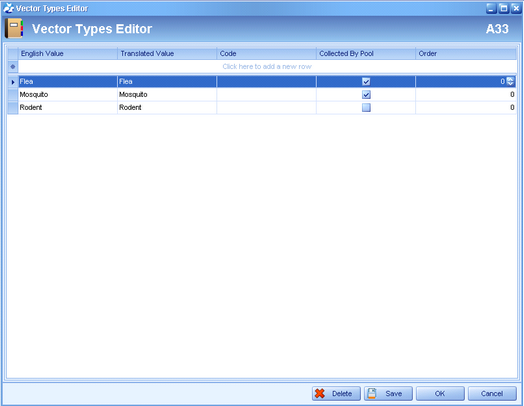 Vector Types Editor
Vector Types Editor A33
English Value Translated Value Code Collected By Pool Order
Click here to add a new row
Flea Flea 0
Mosquito Mosquito 0
Rodent Rodent 0
Delete Save OK Cancel